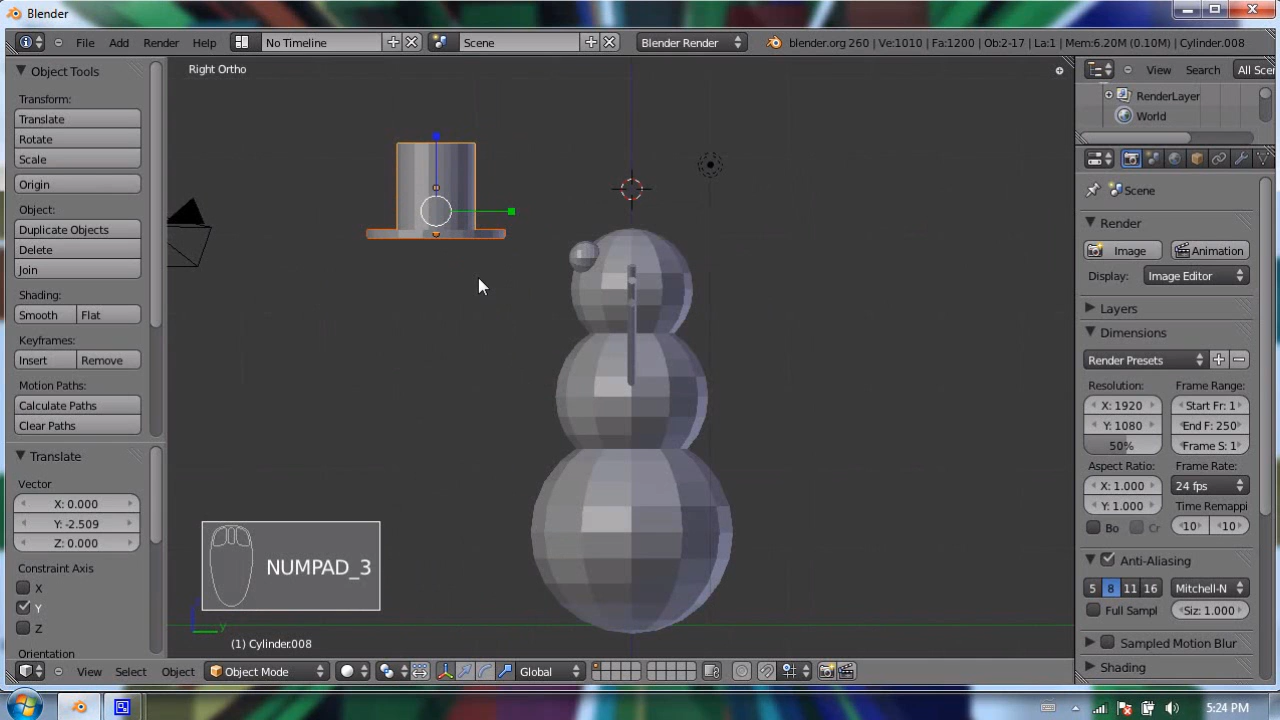 Blender
File Add Render Help No Timeline Scene Blender Render blender.org 260 | Ve:1010 | Fa:1200 | Ob:2-17 | La:1 | Mem:6.20M (0.10M) | Cylinder.008
Object Tools
Transform:
Translate
Rotate
Scale
Origin
Object:
Duplicate Objects
Delete
Join
Shading:
Smooth Flat
Keyframes:
Insert Remove
Motion Paths:
Calculate Paths
Clear Paths
Translate
Vector
X: 0.000
Y: -2.509
Z: 0.000
Constraint Axis
X
Y
Z
Orientation
Right Ortho
NUMPAD_3
y
(1) Cylinder.008
View Select Object Object Mode Global
View Search All Scen
RenderLayer
World
Scene
Render
Image Animation
Display: Image Editor
Layers
Dimensions
Render Presets
Resolution: Frame Range:
X: 1920 Start Fr: 1
Y: 1080 End F: 250
50% Frame S: 1
Aspect Ratio: Frame Rate:
X: 1.000 24 fps
Y: 1.000 Time Remappi
Bo Cr 10 10
Anti-Aliasing
5 8 11 16 Mitchell-N
Full Sampl Siz: 1.000
Sampled Motion Blur
Shading
5:24 PM